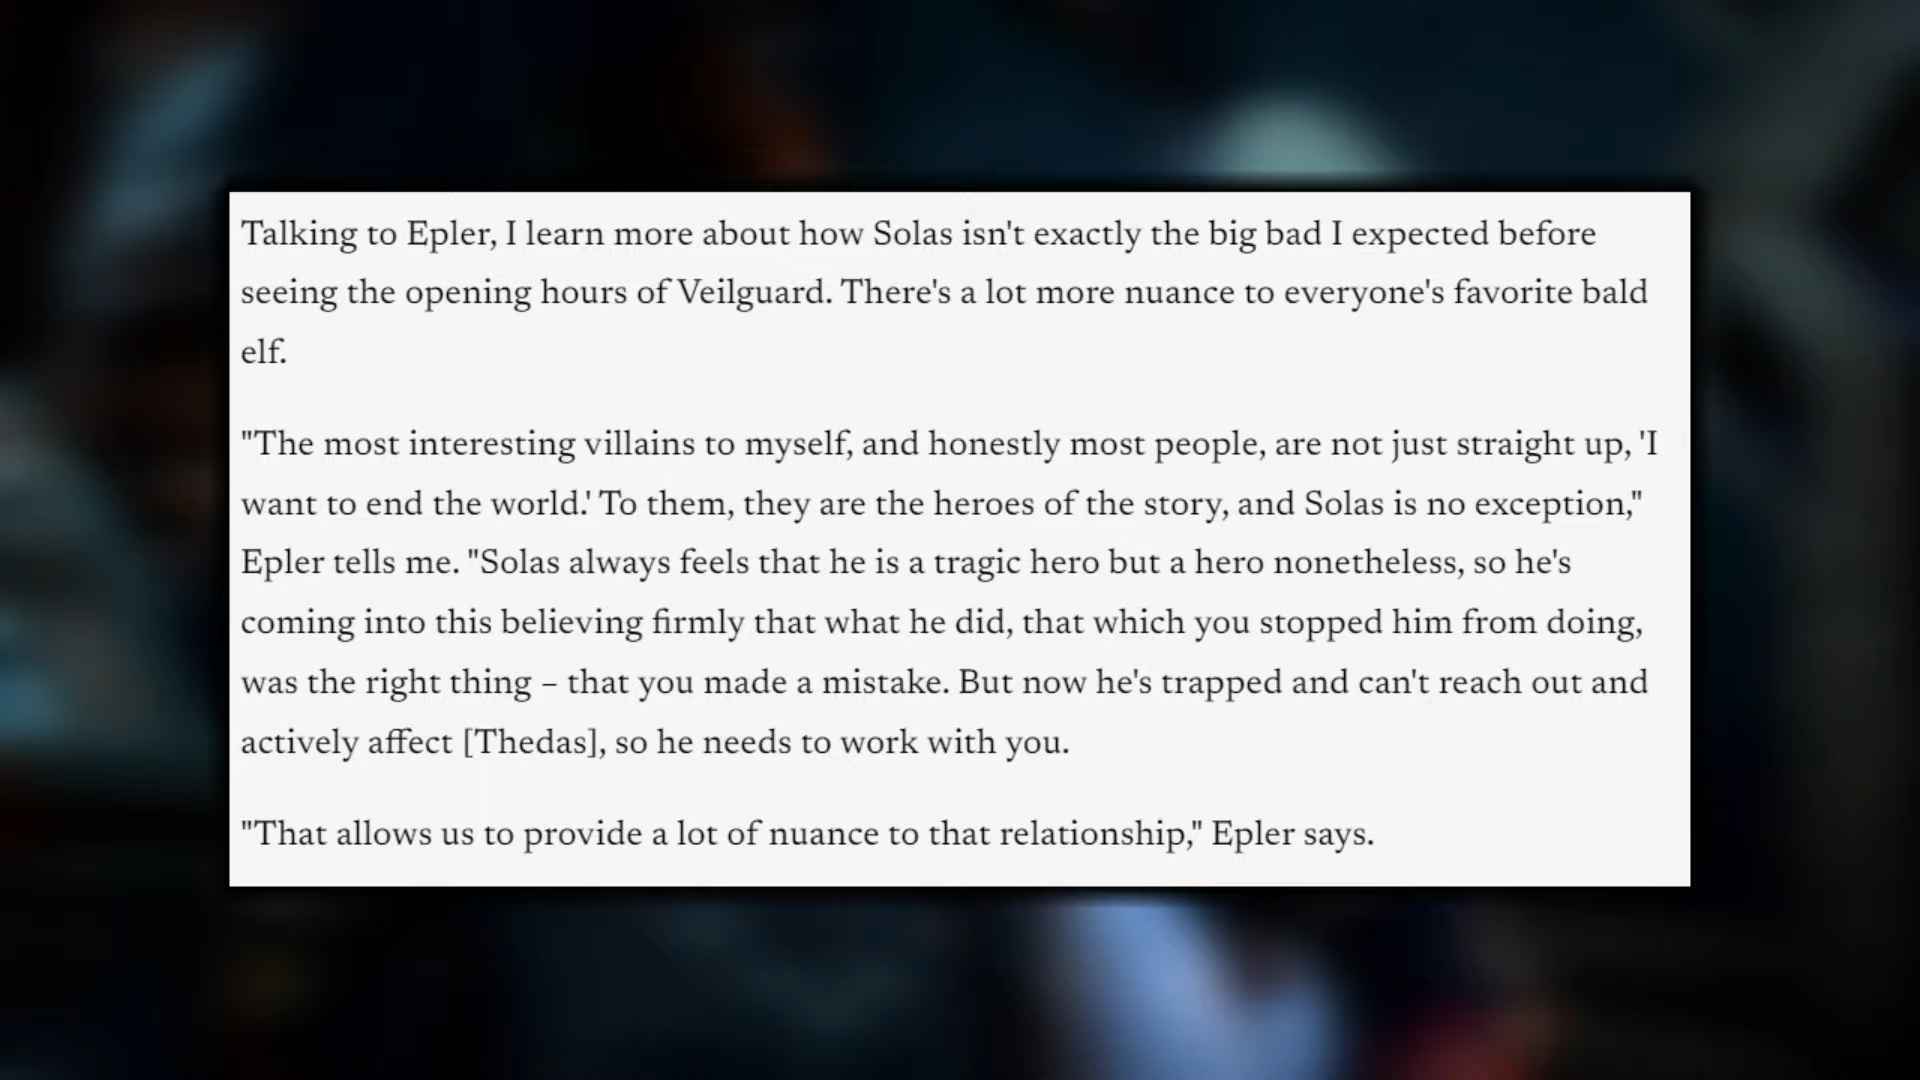 Talking to Epler, I learn more about how Solas isn't exactly the big bad I expected before
seeing the opening hours of Veilguard. There's a lot more nuance to everyone's favorite bald
elf.
"The most interesting villains to myself, and honestly most people, are not just straight up, 'I
want to end the world.' To them, they are the heroes of the story, and Solas is no exception,"
Epler tells me. "Solas always feels that he is a tragic hero but a hero nonetheless, so he's
coming into this believing firmly that what he did, that which you stopped him from doing,
was the right thing – that you made a mistake. But now he's trapped and can't reach out and
actively affect [Thedas], so he needs to work with you.
"That allows us to provide a lot of nuance to that relationship," Epler says.